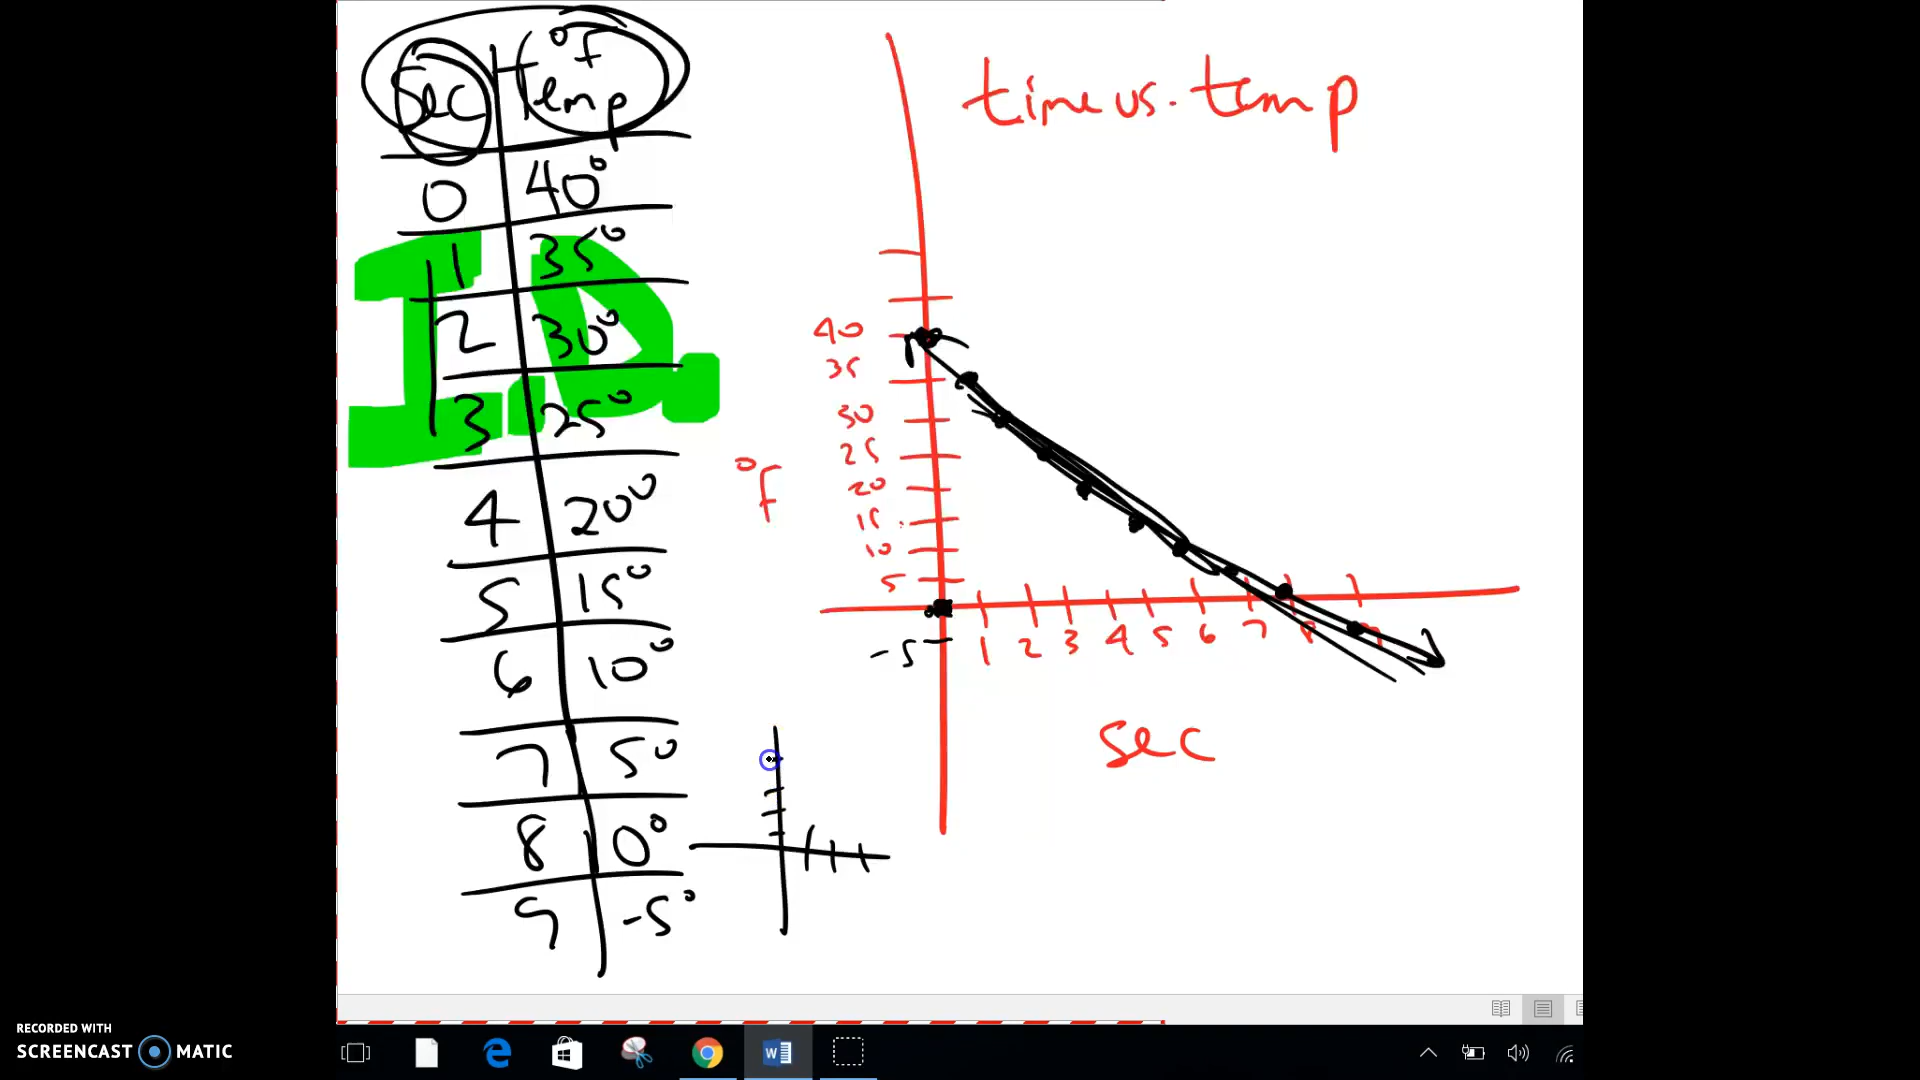 Sec °F Temp
0 40°
1 35°
2 30°
3 25°
4 20°
5 15°
6 10°
7 5°
8 0°
9 -5°
I.D.
time vs. temp
40
35
30
25
20
15
10
5
-5
°F
1 2 3 4 5 6 7 8 9
sec
RECORDED WITH
SCREENCAST MATIC
W